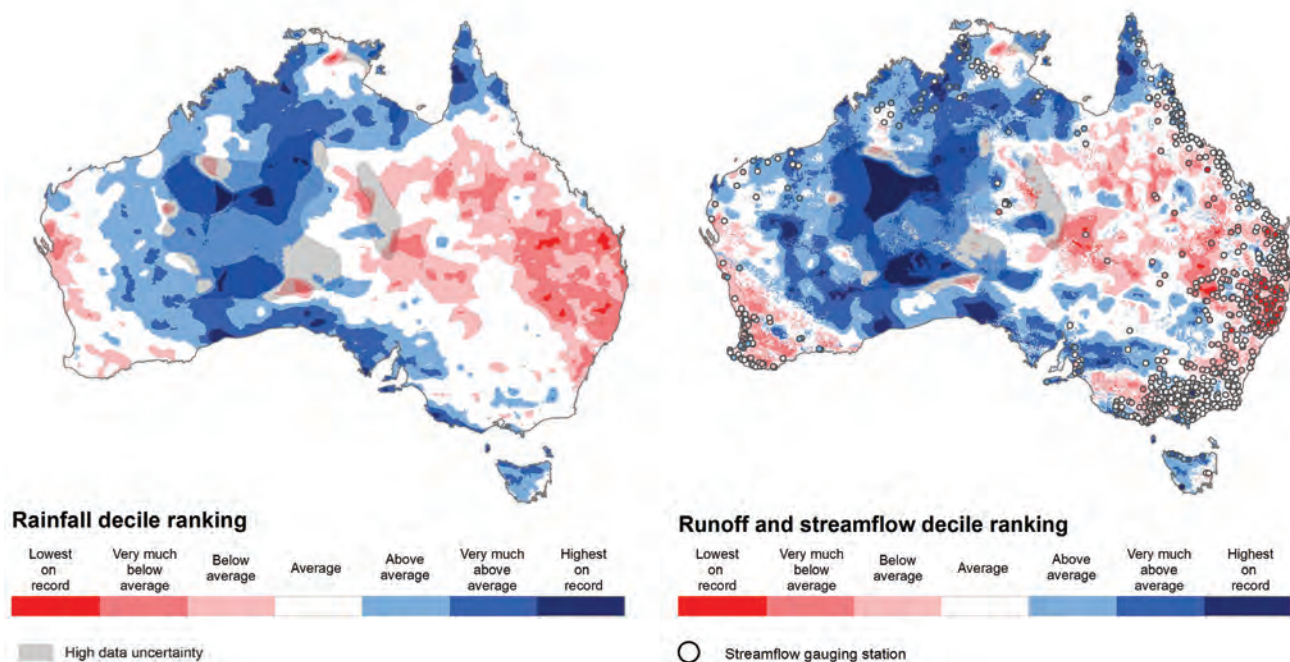 Rainfall decile ranking
Lowest on record
Very much below average
Below average
Average
Above average
Very much above average
Highest on record
High data uncertainty
Runoff and streamflow decile ranking
Lowest on record
Very much below average
Below average
Average
Above average
Very much above average
Highest on record
Streamflow gauging station